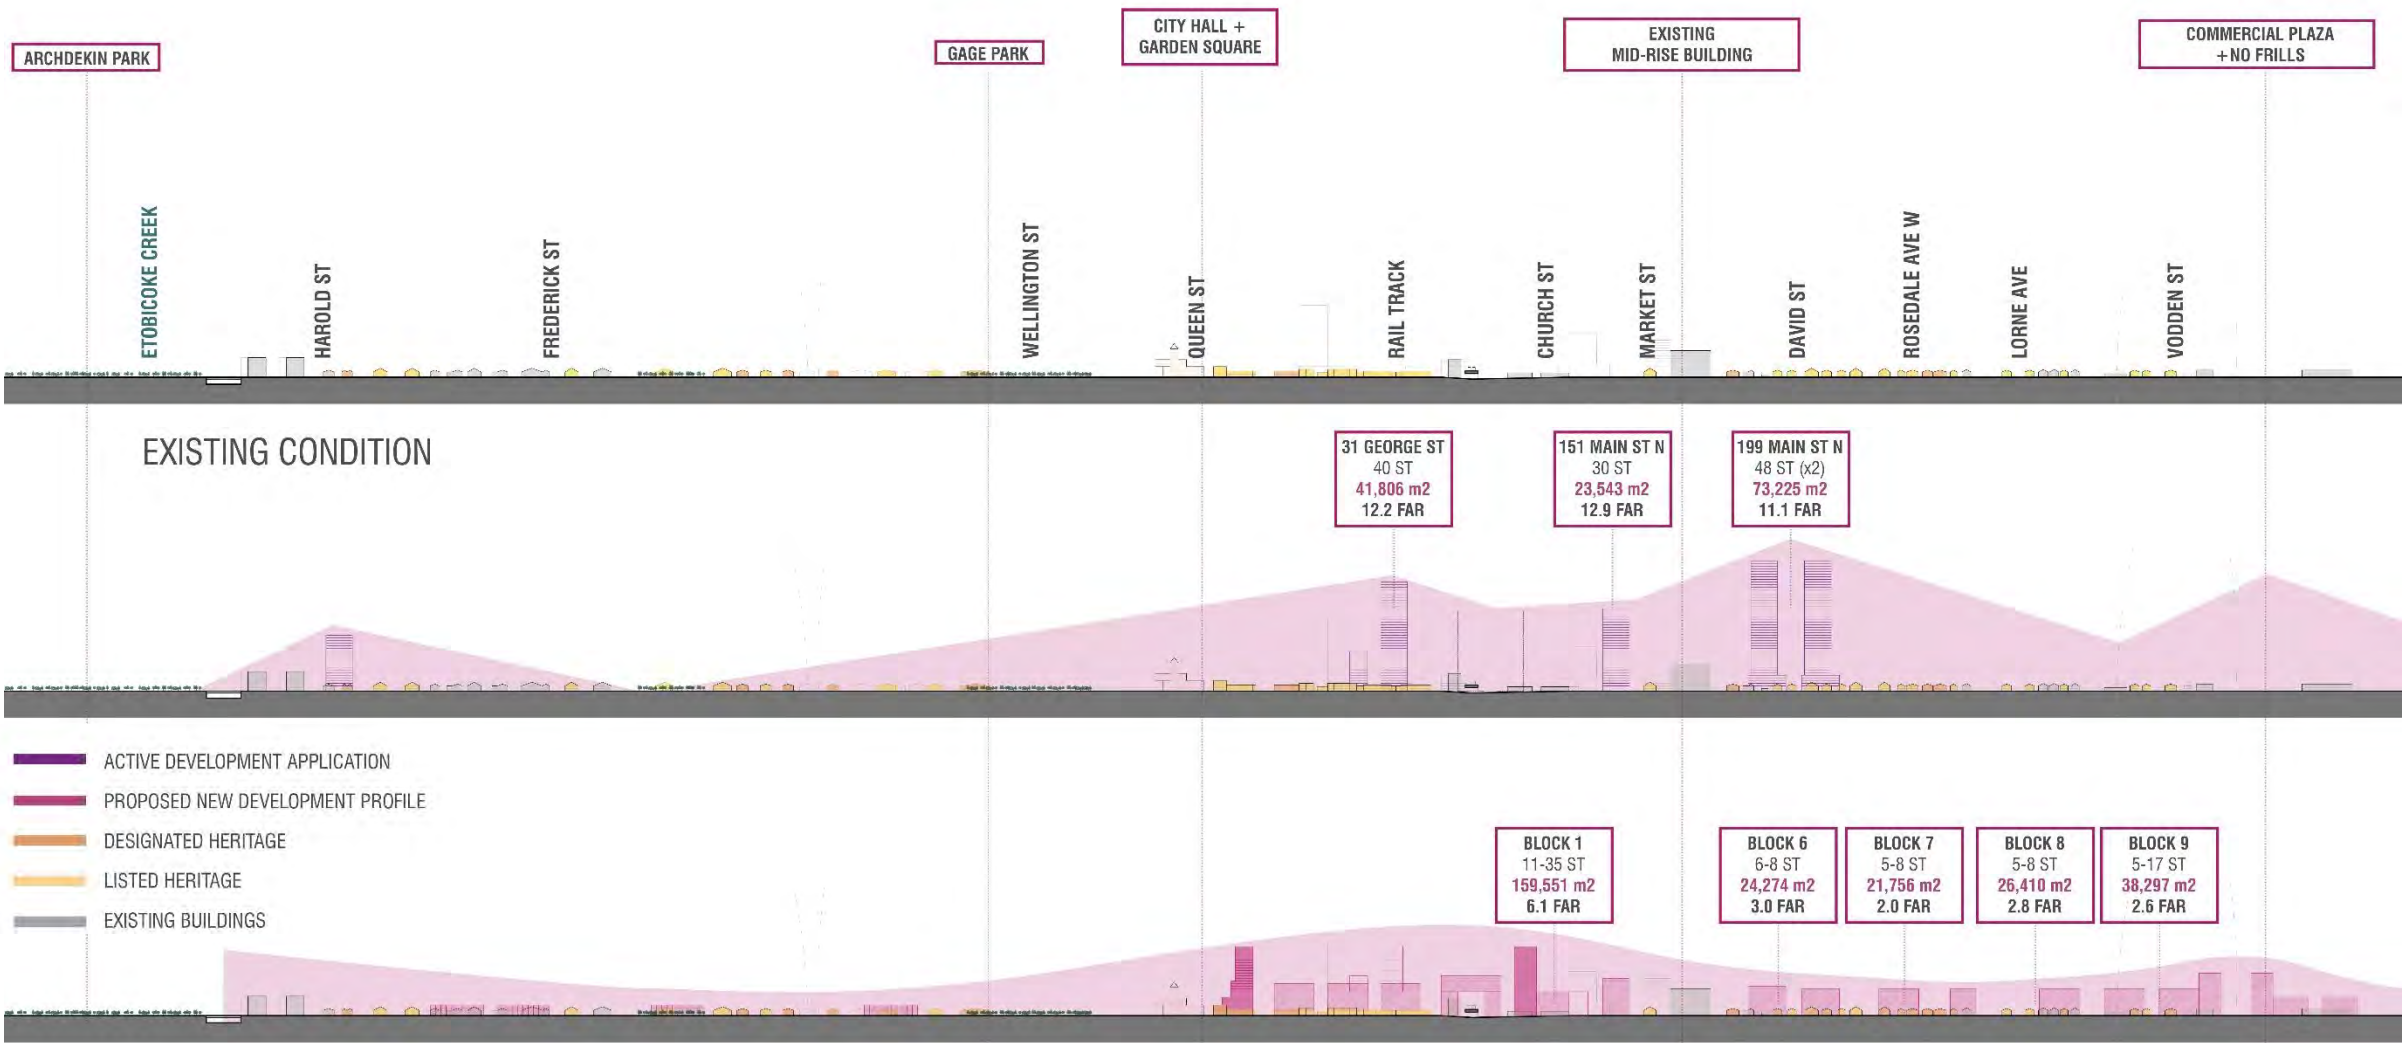 ARCHDEKIN PARK
GAGE PARK
CITY HALL +
GARDEN SQUARE
EXISTING
MID-RISE BUILDING
COMMERCIAL PLAZA
+NO FRILLS
ETOBICOKE CREEK
HAROLD ST
FREDERICK ST
WELLINGTON ST
QUEEN ST
RAIL TRACK
CHURCH ST
MARKET ST
DAVID ST
ROSEDALE AVE W
LORNE AVE
VODDEN ST
EXISTING CONDITION
31 GEORGE ST
40 ST
41,806 m2
12.2 FAR
151 MAIN ST N
30 ST
23,543 m2
12.9 FAR
199 MAIN ST N
48 ST (x2)
73,225 m2
11.1 FAR
ACTIVE DEVELOPMENT APPLICATION
PROPOSED NEW DEVELOPMENT PROFILE
DESIGNATED HERITAGE
LISTED HERITAGE
EXISTING BUILDINGS
BLOCK 1
11-35 ST
159,551 m2
6.1 FAR
BLOCK 6
6-8 ST
24,274 m2
3.0 FAR
BLOCK 7
5-8 ST
21,756 m2
2.0 FAR
BLOCK 8
5-8 ST
26,410 m2
2.8 FAR
BLOCK 9
5-17 ST
38,297 m2
2.6 FAR